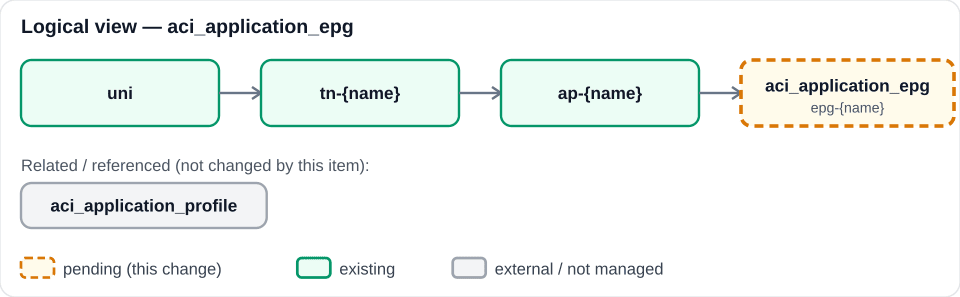 Logical view — aci_application_epg
uni
tn-{name}
ap-{name}
aci_application_epg
epg-{name}
Related / referenced (not changed by this item):
aci_application_profile
pending (this change)
existing
external / not managed